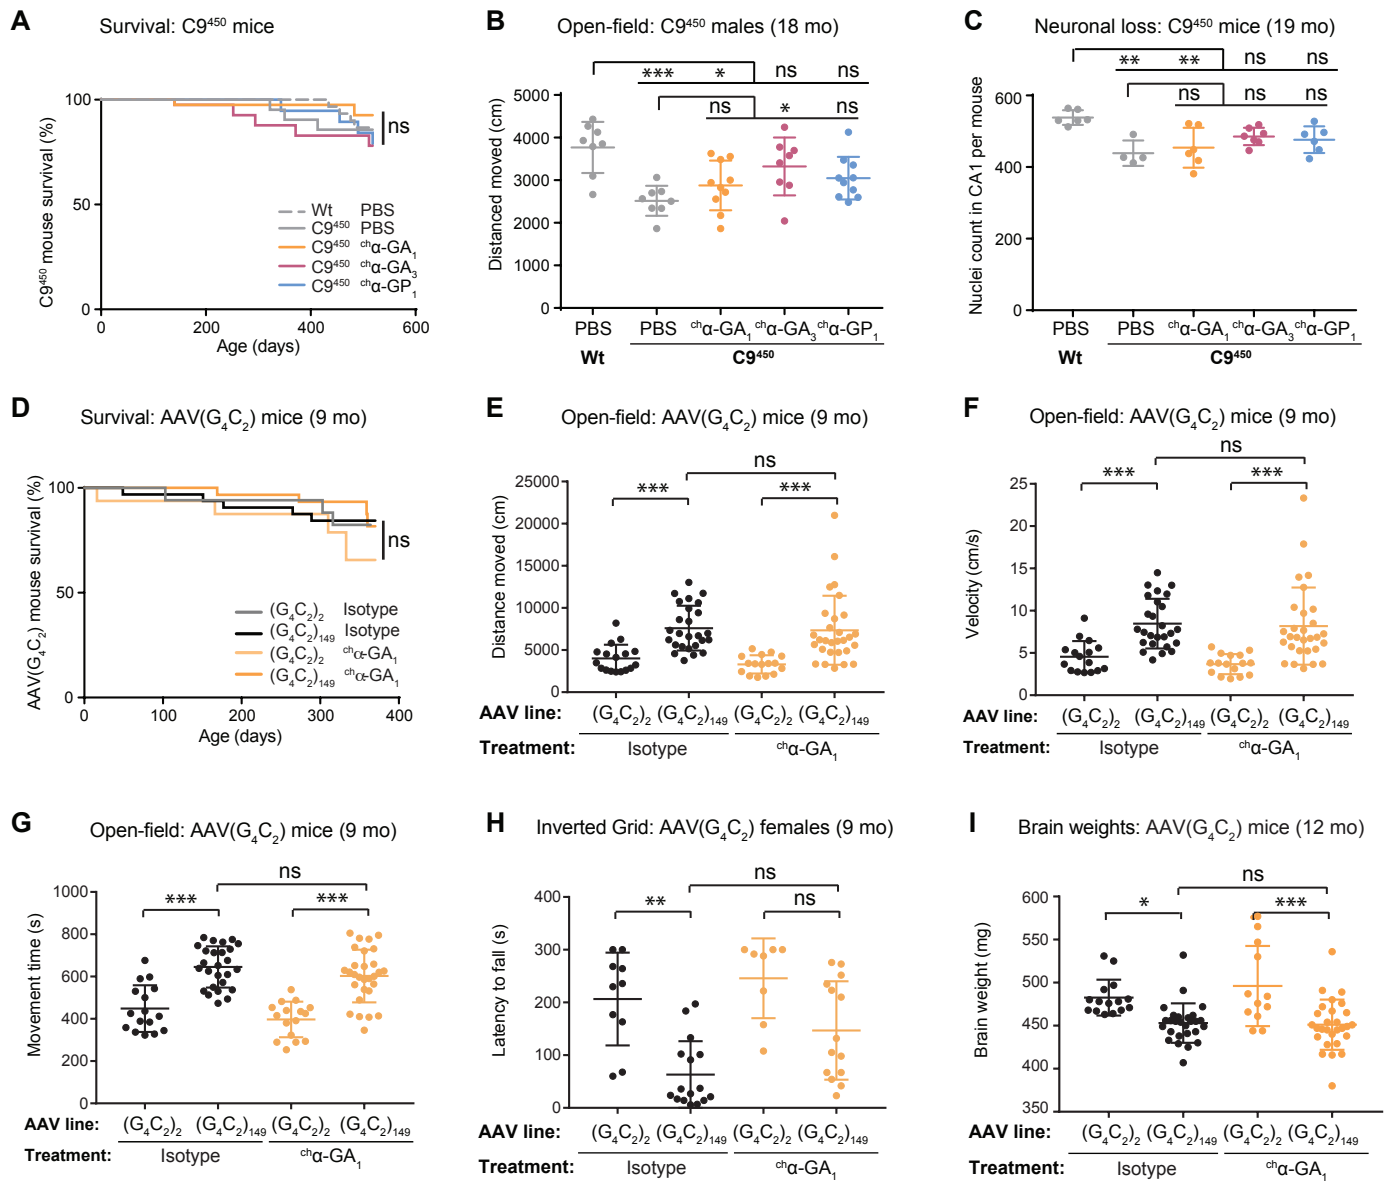 A Survival: C9⁴⁵⁰ mice
C9⁴⁵⁰ mouse survival (%)
100
50
0
0 200 400 600
Age (days)
ns
Wt PBS
C9⁴⁵⁰ PBS
C9⁴⁵⁰ ᶜʰα-GA₁
C9⁴⁵⁰ ᶜʰα-GA₃
C9⁴⁵⁰ ᶜʰα-GP₁
B Open-field: C9⁴⁵⁰ males (18 mo)
*** * ns ns
ns * ns
Distanced moved (cm)
5000
4000
3000
2000
1000
0
PBS PBS ᶜʰα-GA₁ ᶜʰα-GA₃ ᶜʰα-GP₁
Wt C9⁴⁵⁰
C Neuronal loss: C9⁴⁵⁰ mice (19 mo)
** ** ns ns
ns ns ns
Nuclei count in CA1 per mouse
600
400
200
0
PBS PBS ᶜʰα-GA₁ ᶜʰα-GA₃ ᶜʰα-GP₁
Wt C9⁴⁵⁰
D Survival: AAV(G₄C₂) mice (9 mo)
AAV(G₄C₂) mouse survival (%)
100
50
0
0 100 200 300 400
Age (days)
ns
(G₄C₂)₂ Isotype
(G₄C₂)₁₄₉ Isotype
(G₄C₂)₂ ᶜʰα-GA₁
(G₄C₂)₁₄₉ ᶜʰα-GA₁
E Open-field: AAV(G₄C₂) mice (9 mo)
ns
*** ***
Distance moved (cm)
25000
20000
15000
10000
5000
0
AAV line: (G₄C₂)₂ (G₄C₂)₁₄₉ (G₄C₂)₂ (G₄C₂)₁₄₉
Treatment: Isotype ᶜʰα-GA₁
F Open-field: AAV(G₄C₂) mice (9 mo)
ns
*** ***
Velocity (cm/s)
25
25
15
10
5
0
AAV line: (G₄C₂)₂ (G₄C₂)₁₄₉ (G₄C₂)₂ (G₄C₂)₁₄₉
Treatment: Isotype ᶜʰα-GA₁
G Open-field: AAV(G₄C₂) mice (9 mo)
ns
*** ***
Movement time (s)
1000
800
600
400
200
0
AAV line: (G₄C₂)₂ (G₄C₂)₁₄₉ (G₄C₂)₂ (G₄C₂)₁₄₉
Treatment: Isotype ᶜʰα-GA₁
H Inverted Grid: AAV(G₄C₂) females (9 mo)
ns
** ns
Latency to fall (s)
400
300
200
100
0
AAV line: (G₄C₂)₂ (G₄C₂)₁₄₉ (G₄C₂)₂ (G₄C₂)₁₄₉
Treatment: Isotype ᶜʰα-GA₁
I Brain weights: AAV(G₄C₂) mice (12 mo)
ns
* ***
Brain weight (mg)
600
550
500
450
400
350
AAV line: (G₄C₂)₂ (G₄C₂)₁₄₉ (G₄C₂)₂ (G₄C₂)₁₄₉
Treatment: Isotype ᶜʰα-GA₁